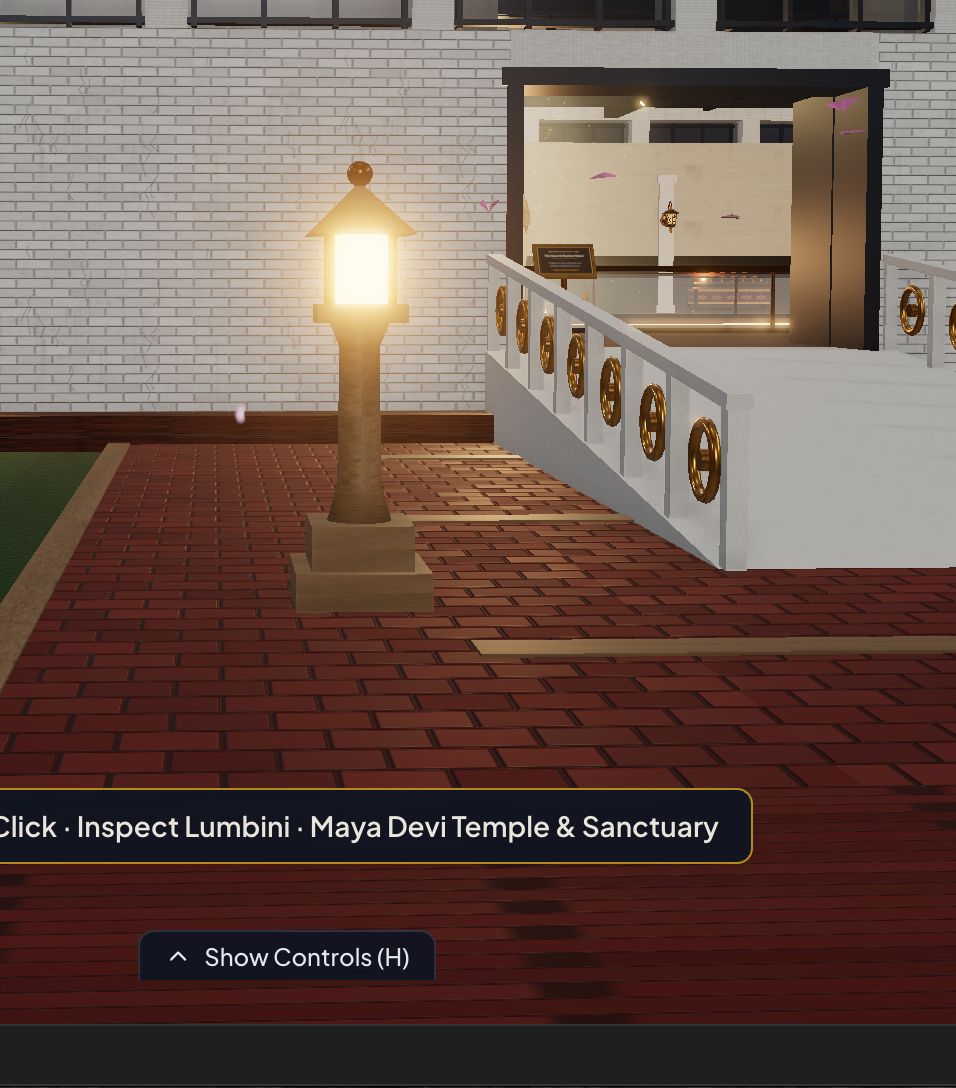 Click · Inspect Lumbini · Maya Devi Temple & Sanctuary
Show Controls (H)